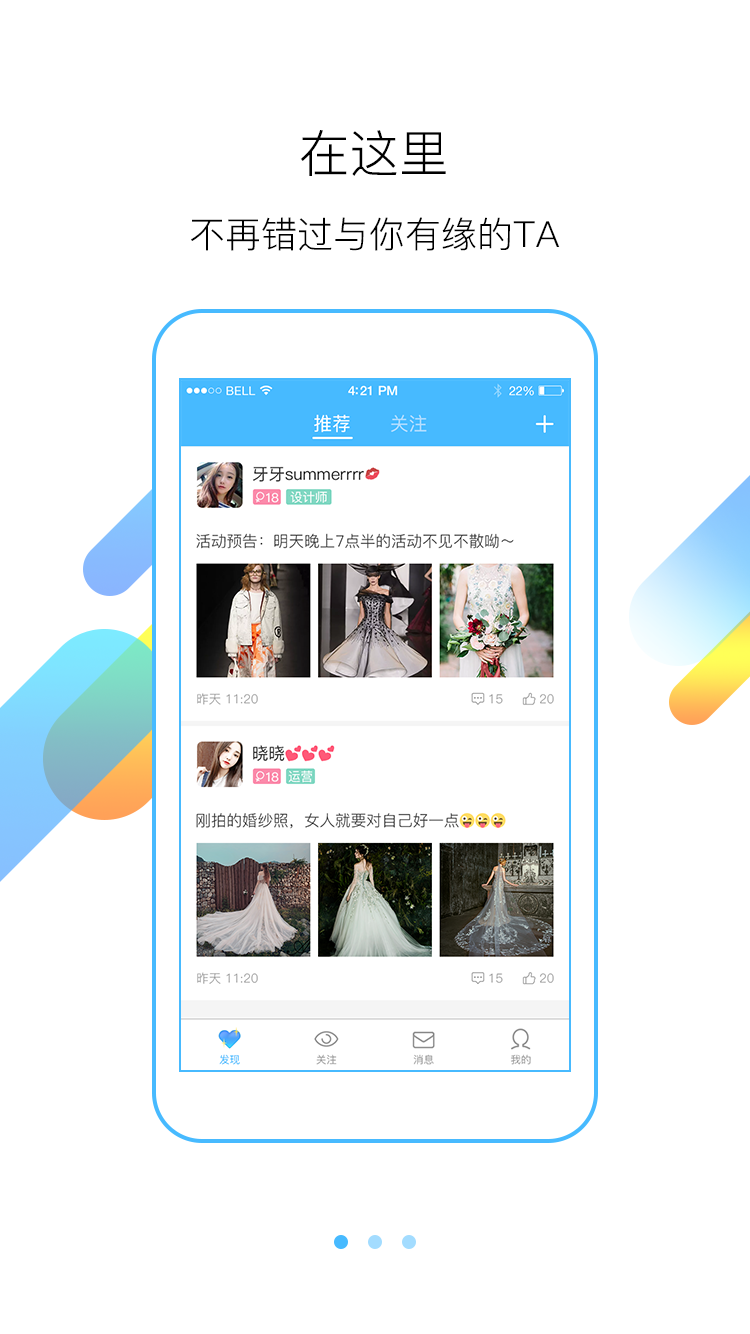 在这里
不再错过与你有缘的TA
BELL 4:21 PM 22%
推荐 关注
牙牙summerrrr💋
18 设计师
活动预告：明天晚上7点半的活动不见不散呦～
昨天 11:20 15 20
晓晓💕💕💕
18 运营
刚拍的婚纱照，女人就要对自己好一点😜😜😜
昨天 11:20 15 20
发现 关注 消息 我的